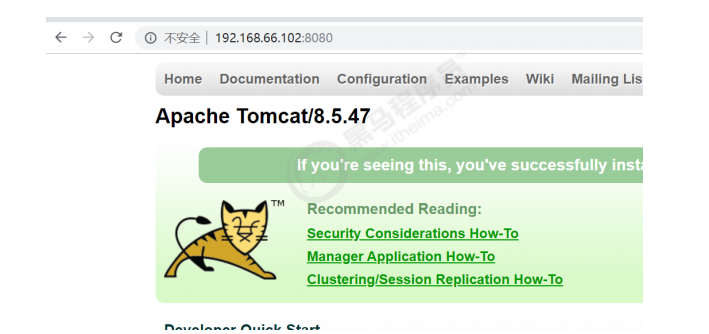 不安全 | 192.168.66.102:8080
Home Documentation Configuration Examples Wiki Mailing Lis
Apache Tomcat/8.5.47
If you're seeing this, you've successfully insta
TM
Recommended Reading:
Security Considerations How-To
Manager Application How-To
Clustering/Session Replication How-To
Developer Quick Start
黑马程序员
www.itheima.com